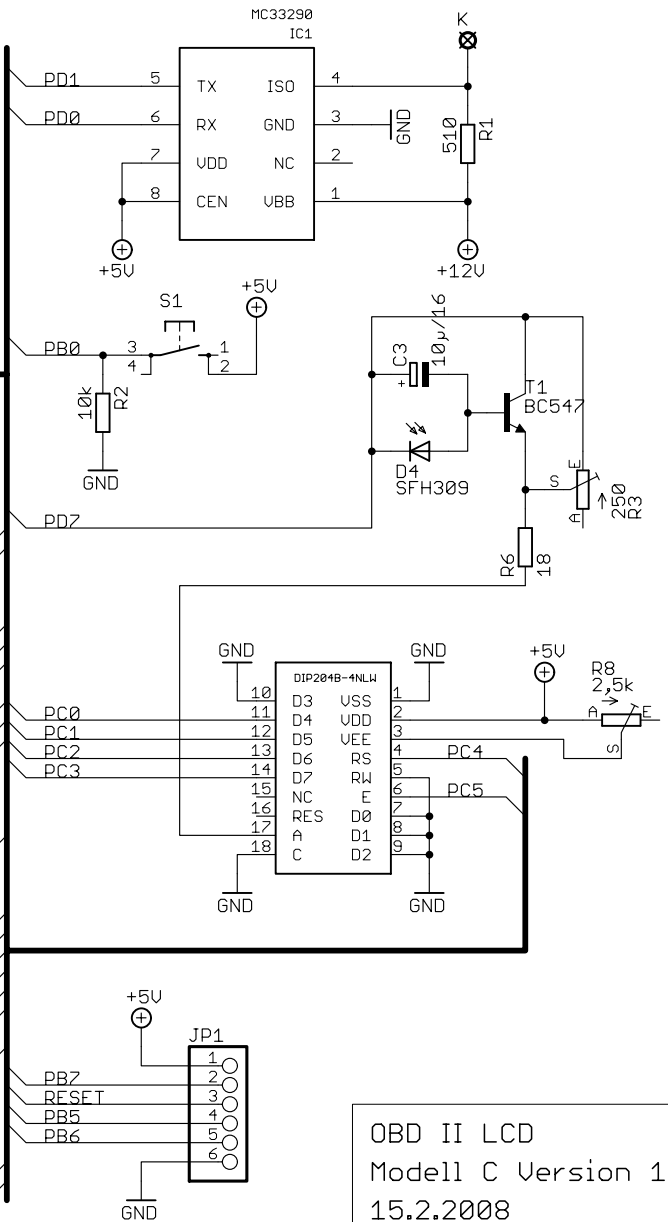 MC33290
IC1
K
PD1 5 TX ISO 4
PD0 6 RX GND 3 GND
7 VDD NC 2
8 CEN VBB 1
510 R1
+5V
+12V
S1
+5V
PB0 3 1
4 2
10k R2
GND
C3 10µ/16
+
T1
BC547
D4
SFH309
S E
A
250 R3
PD7
R6 18
GND GND
+5V
R8
2,5k
A E
S
DIP204B-4NLW
10 D3 VSS 1
PC0 11 D4 VDD 2
PC1 12 D5 VEE 3
PC2 13 D6 RS 4 PC4
PC3 14 D7 RW 5
15 NC E 6 PC5
16 RES D0 7
17 A D1 8
18 C D2 9
GND GND
+5V
JP1
1
PB7 2
RESET 3
PB5 4
PB6 5
6
GND
OBD II LCD
Modell C Version 1
15.2.2008